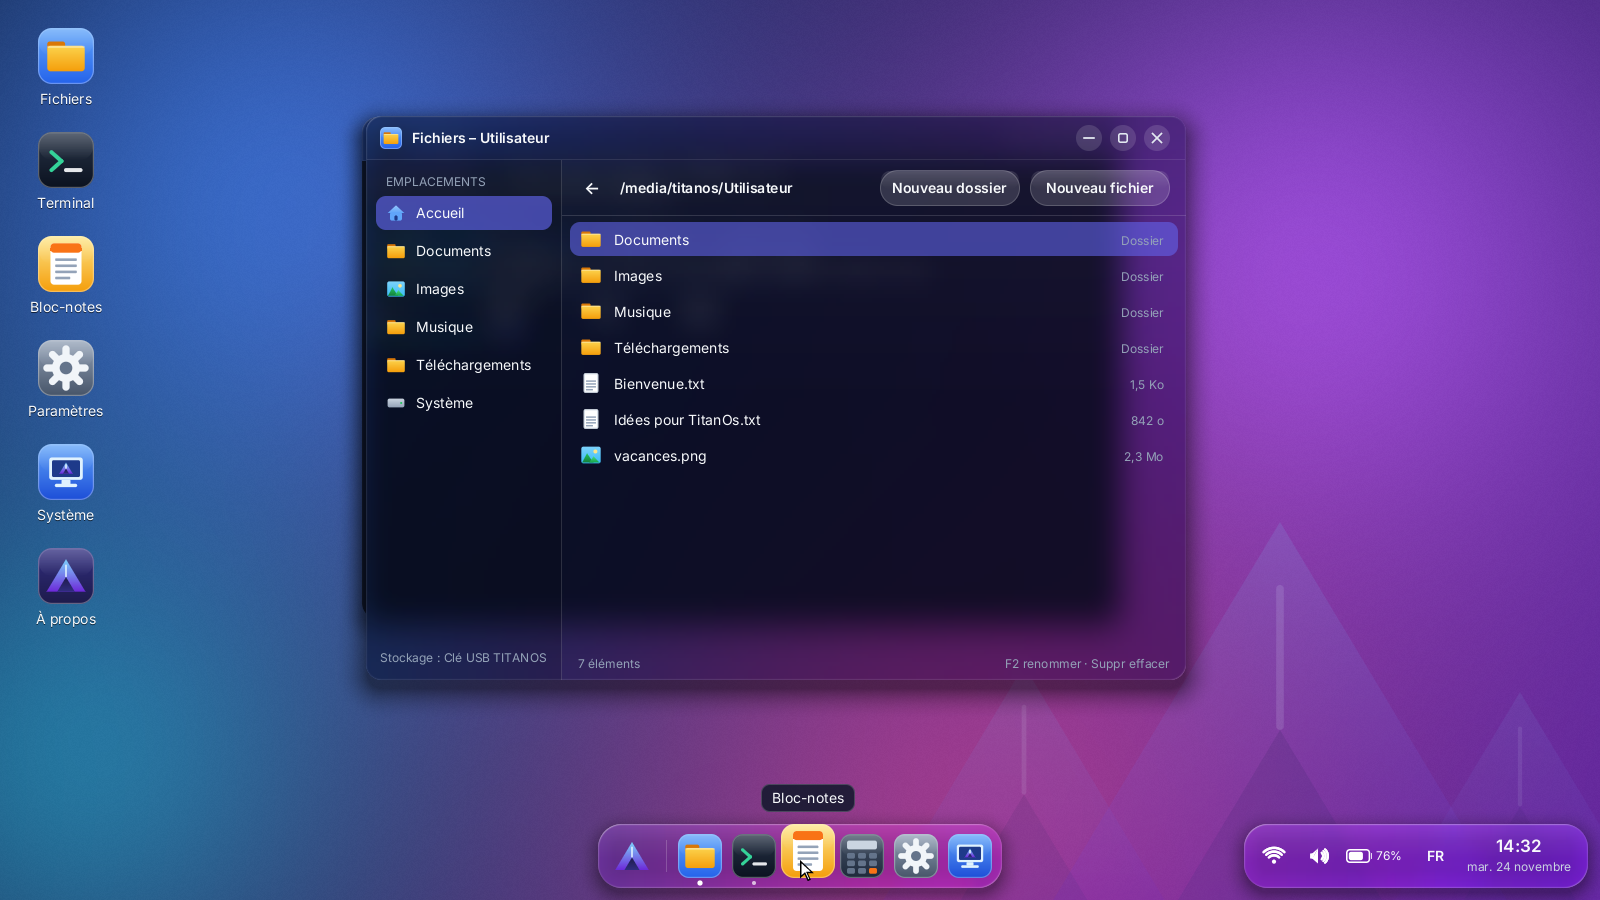 Fichiers
Terminal
Bloc-notes
Paramètres
Système
À propos
Fichiers – Utilisateur
EMPLACEMENTS
Accueil
Documents
Images
Musique
Téléchargements
Système
Stockage : Clé USB TITANOS
/media/titanos/Utilisateur
Nouveau dossier
Nouveau fichier
Documents Dossier
Images Dossier
Musique Dossier
Téléchargements Dossier
Bienvenue.txt 1,5 Ko
Idées pour TitanOs.txt 842 o
vacances.png 2,3 Mo
7 éléments
F2 renommer · Suppr effacer
Bloc-notes
76%
FR
14:32
mar. 24 novembre